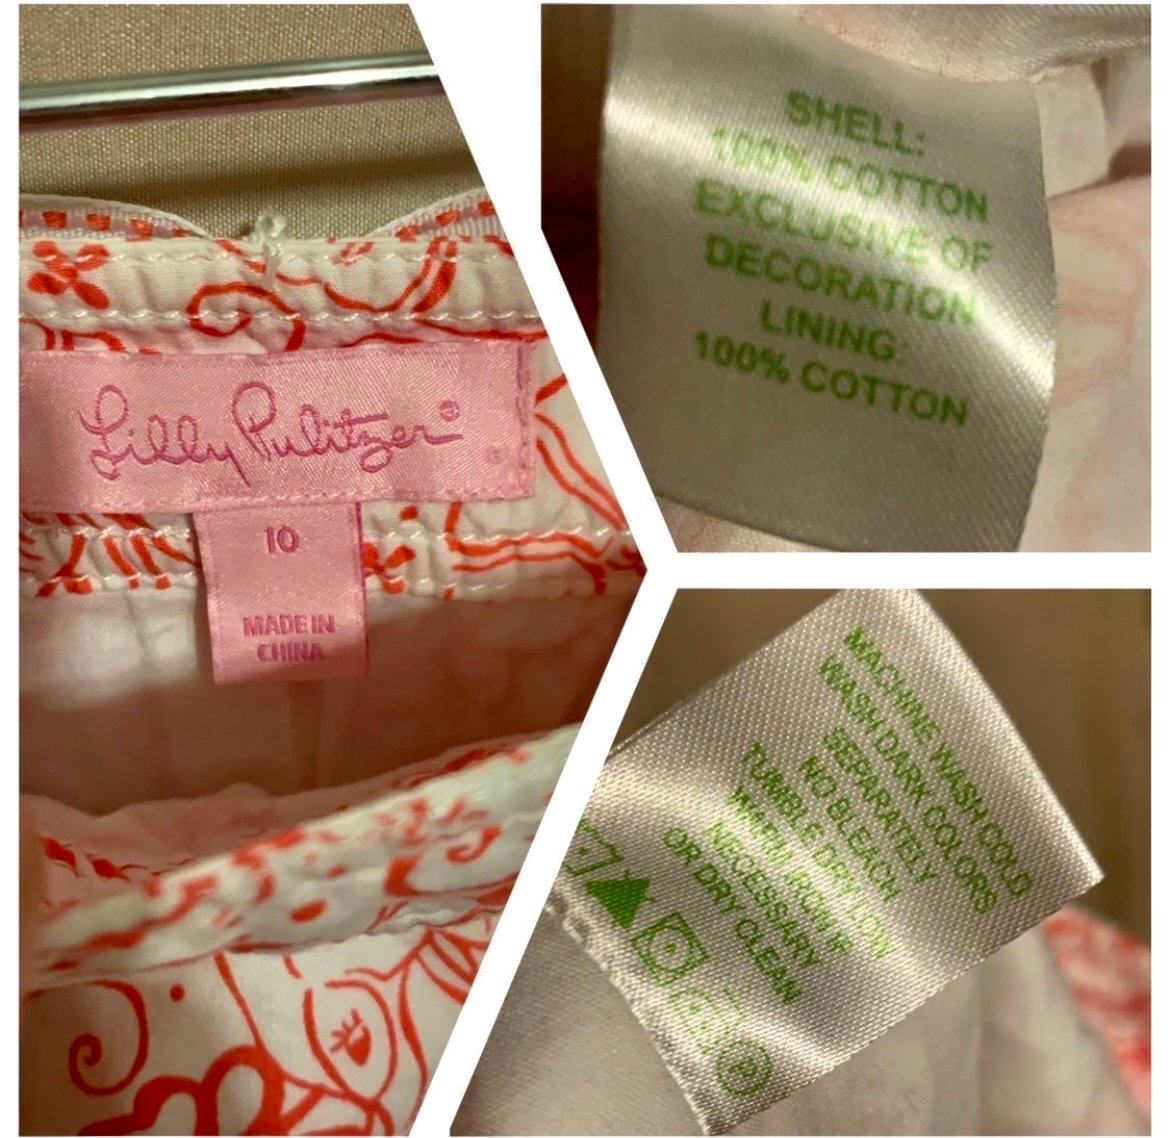 Lilly Pulitzer®
10
MADE IN
CHINA
SHELL:
100% COTTON
EXCLUSIVE OF
DECORATION
LINING:
100% COTTON
MACHINE WASH COLD
WASH DARK COLORS
SEPARATELY
NO BLEACH
TUMBLE DRY LOW
WARM IRON IF
NECESSARY
OR DRY CLEAN